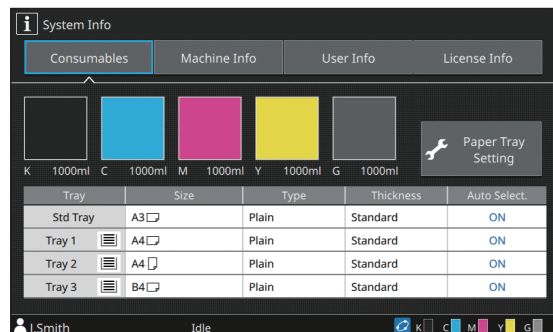 i System Info
Consumables Machine Info User Info License Info
K 1000ml C 1000ml M 1000ml Y 1000ml G 1000ml
Paper Tray
Setting
Tray Size Type Thickness Auto Select.
Std Tray A3 Plain Standard ON
Tray 1 A4 Plain Standard ON
Tray 2 A4 Plain Standard ON
Tray 3 B4 Plain Standard ON
J.Smith Idle K C M Y G